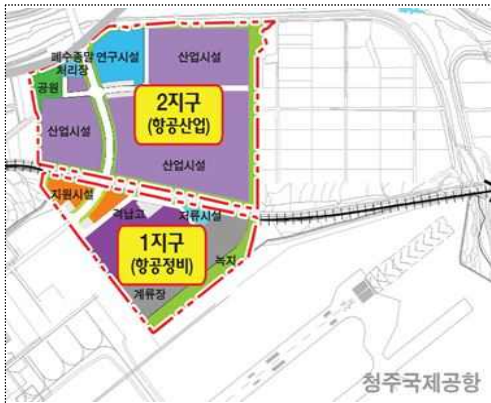 폐수종말 연구시설
처리장
산업시설
공원
2지구
(항공산업)
산업시설
산업시설
지원시설
격납고
저류시설
1지구
(항공정비)
녹지
계류장
청주국제공항